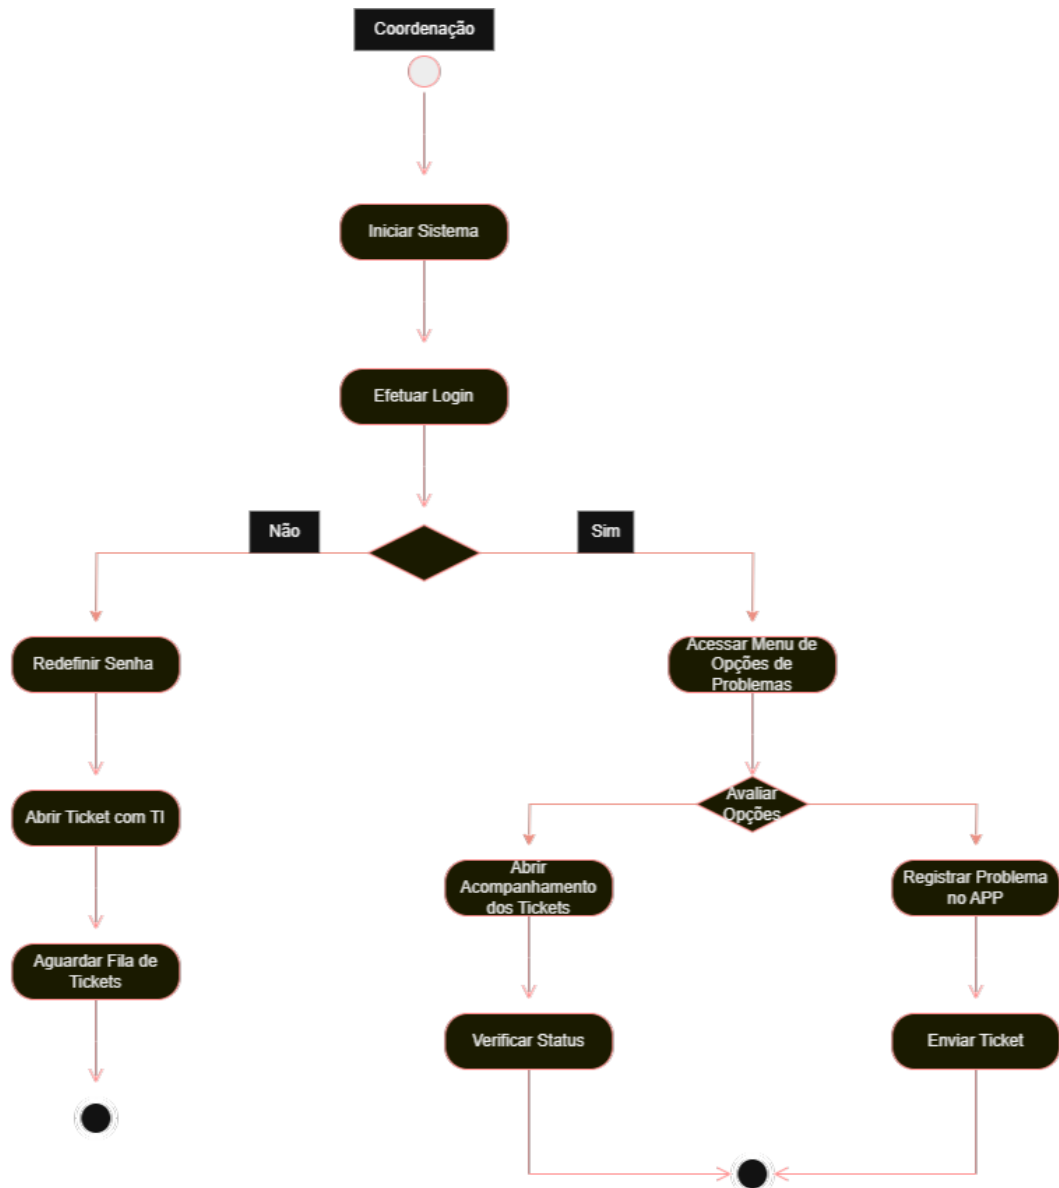 Coordenação
Iniciar Sistema
Efetuar Login
Não
Sim
Redefinir Senha
Acessar Menu de
Opções de
Problemas
Abrir Ticket com TI
Avaliar
Opções
Abrir
Acompanhamento
dos Tickets
Registrar Problema
no APP
Aguardar Fila de
Tickets
Verificar Status
Enviar Ticket